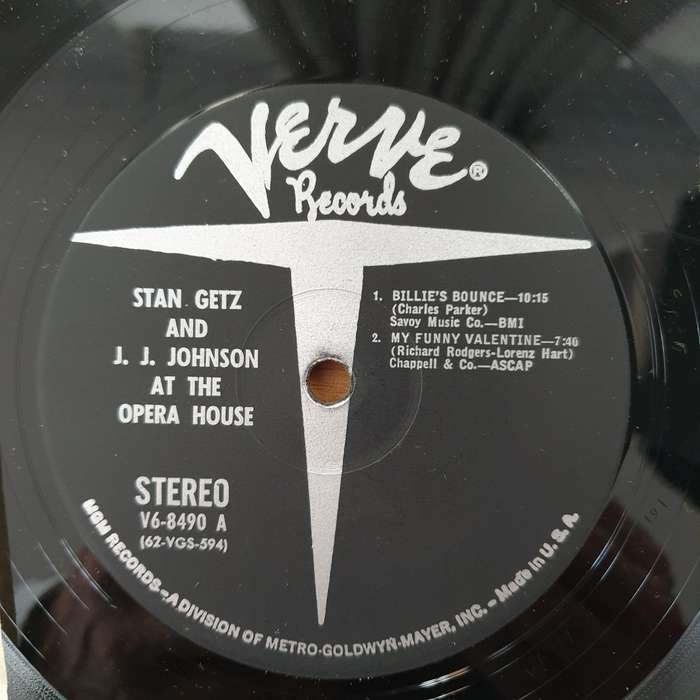 VERVE®
Records
STAN GETZ
AND
J. J. JOHNSON
AT THE
OPERA HOUSE
1. BILLIE'S BOUNCE—10:15
(Charles Parker)
Savoy Music Co.—BMI
2. MY FUNNY VALENTINE—7:46
(Richard Rodgers-Lorenz Hart)
Chappell & Co.—ASCAP
STEREO
V6-8490 A
(62-VGS-594)
MGM RECORDS—A DIVISION OF METRO-GOLDWYN-MAYER, INC.—Made in U.S.A.